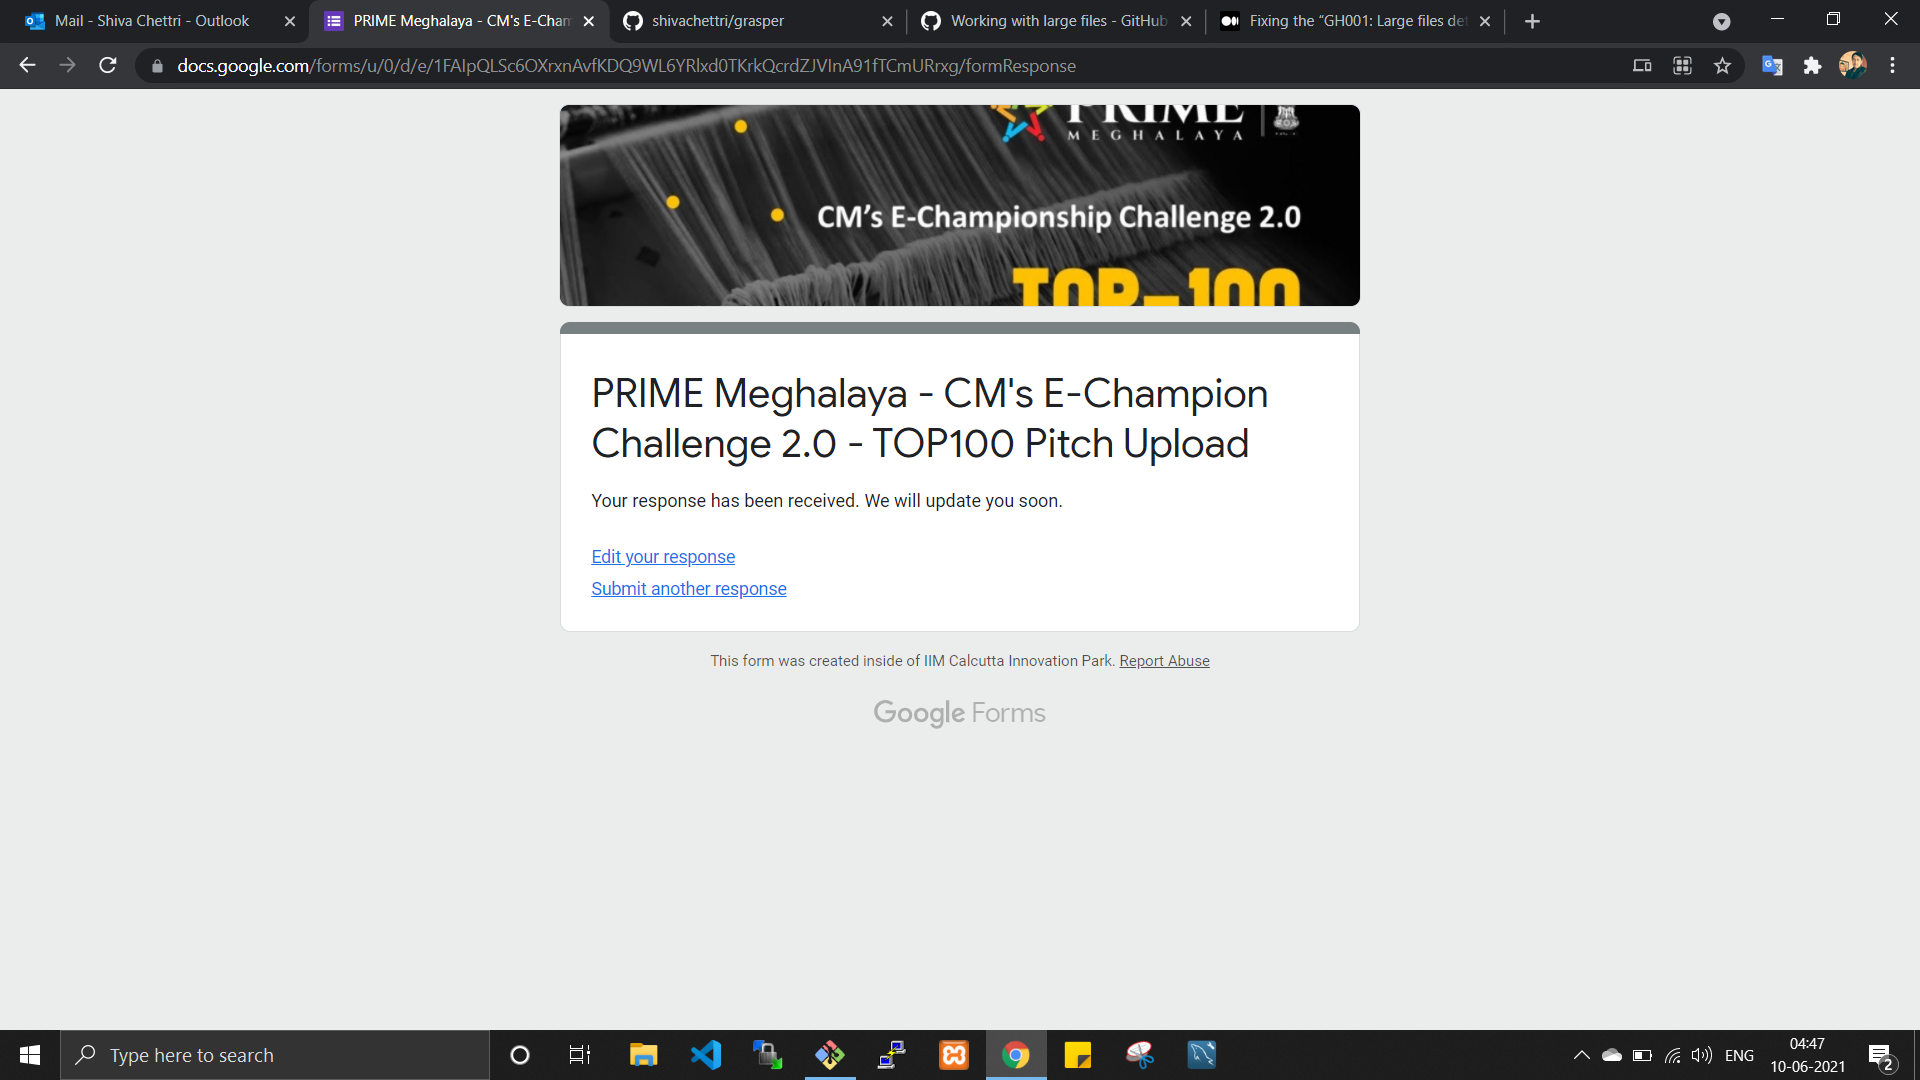 Mail - Shiva Chettri - Outlook
PRIME Meghalaya - CM's E-Cham
shivachettri/grasper
Working with large files - GitHub
Fixing the “GH001: Large files det
docs.google.com/forms/u/0/d/e/1FAIpQLSc6OXrxnAvfKDQ9WL6YRlxd0TKrkQcrdZJVInA91fTCmURrxg/formResponse
PRIME
MEGHALAYA
CM’s E-Championship Challenge 2.0
TOP-100
PRIME Meghalaya - CM's E-Champion
Challenge 2.0 - TOP100 Pitch Upload
Your response has been received. We will update you soon.
Edit your response
Submit another response
This form was created inside of IIM Calcutta Innovation Park. Report Abuse
Google Forms
Type here to search
ENG
04:47
10-06-2021
2